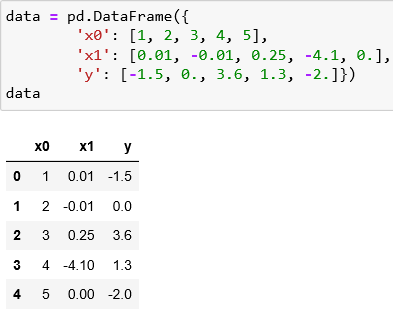 data = pd.DataFrame({
'x0': [1, 2, 3, 4, 5],
'x1': [0.01, -0.01, 0.25, -4.1, 0.],
'y': [-1.5, 0., 3.6, 1.3, -2.]})
data
x0 x1 y
0 1 0.01 -1.5
1 2 -0.01 0.0
2 3 0.25 3.6
3 4 -4.10 1.3
4 5 0.00 -2.0